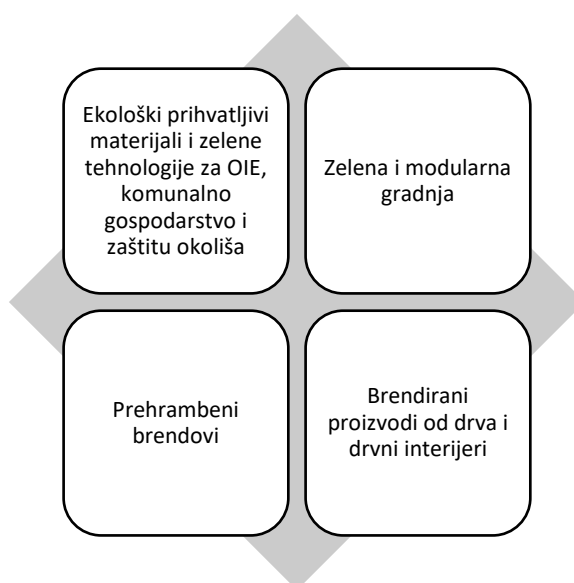 Ekološki prihvatljivi
materijali i zelene
tehnologije za OIE,
komunalno
gospodarstvo i
zaštitu okoliša
Zelena i modularna
gradnja
Prehrambeni
brendovi
Brendirani
proizvodi od drva i
drvni interijeri